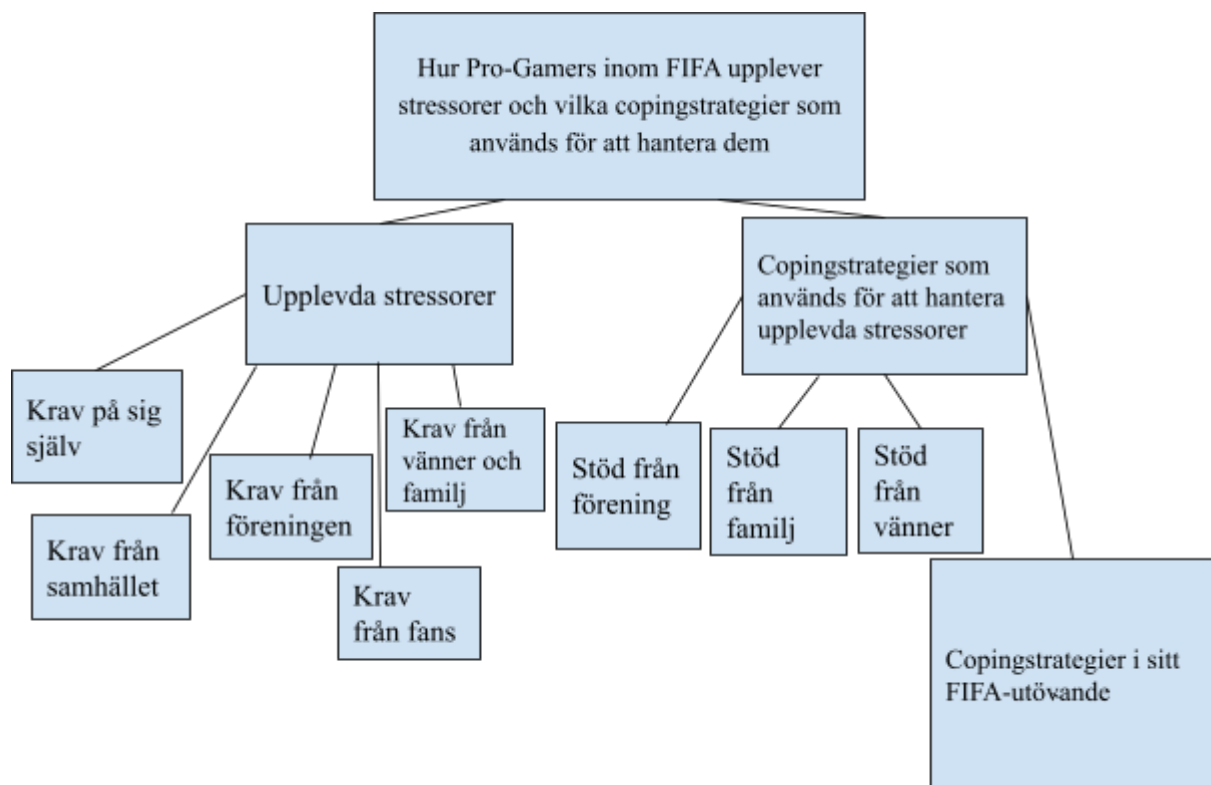 Hur Pro-Gamers inom FIFA upplever
stressorer och vilka copingstrategier som
används för att hantera dem
Upplevda stressorer
Copingstrategier som
används för att hantera
upplevda stressorer
Krav på sig
själv
Krav från
samhället
Krav från
föreningen
Krav
från fans
Krav från
vänner och
familj
Stöd från
förening
Stöd
från
familj
Stöd
från
vänner
Copingstrategier i sitt
FIFA-utövande